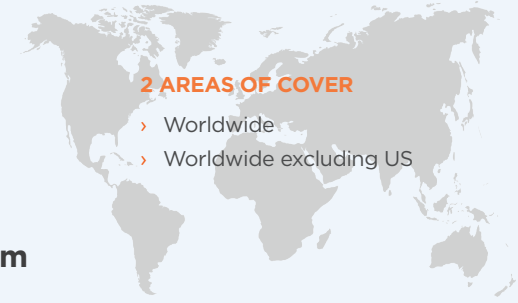 2 AREAS OF COVER
› Worldwide
› Worldwide excluding US
m